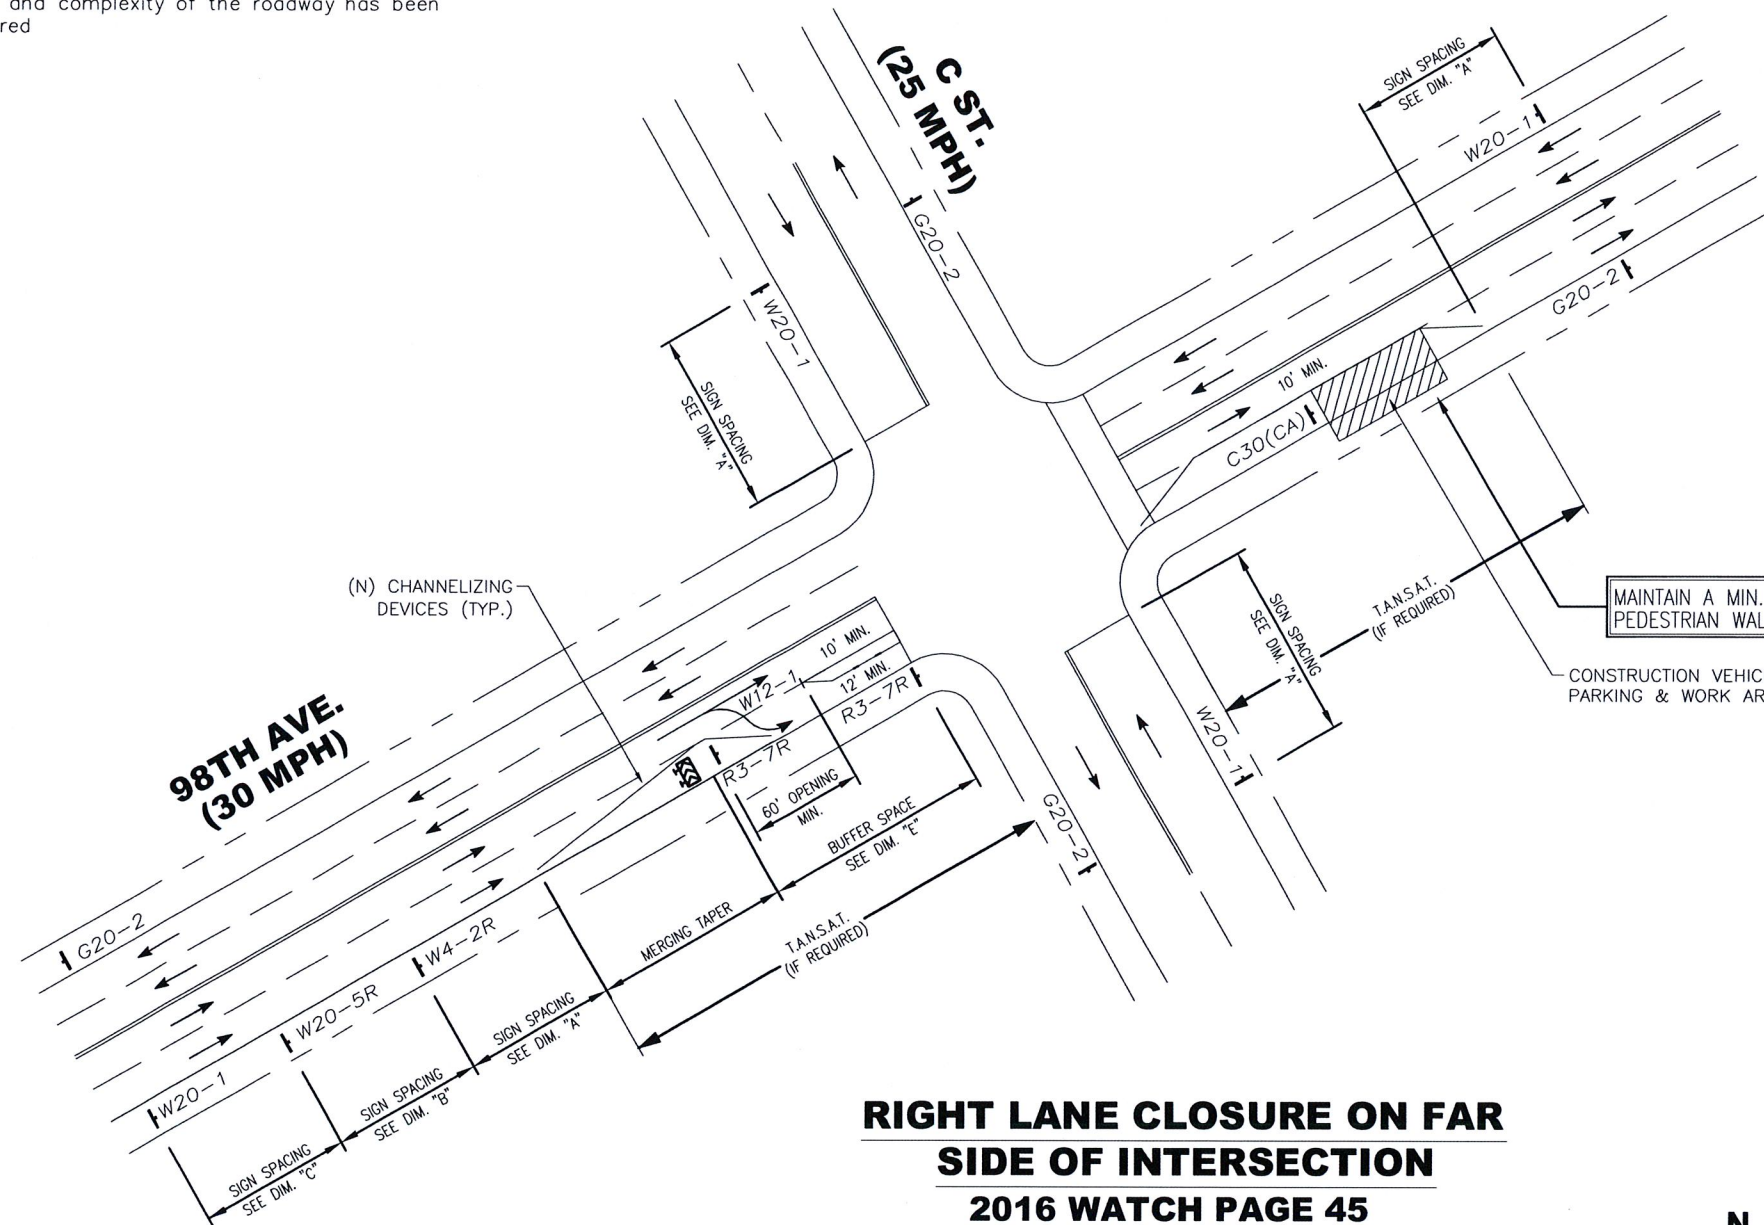 and complexity of the roadway has been
red
C ST.
(25 MPH)
SIGN SPACING
SEE DIM. "A"
W20-1
G20-2
W20-1
G20-2
SIGN SPACING
SEE DIM. "A"
10' MIN.
C30(CA)
(N) CHANNELIZING
DEVICES (TYP.)
T.A.N.S.A.T.
(IF REQUIRED)
MAINTAIN A MIN.
PEDESTRIAN WAL
SIGN SPACING
SEE DIM. "A"
CONSTRUCTION VEHIC
PARKING & WORK AR
10' MIN.
12' MIN.
W12-1
R3-7R
R3-7R
W20-1
98TH AVE.
(30 MPH)
60' OPENING
MIN.
BUFFER SPACE
SEE DIM. "E"
G20-2
MERGING TAPER
T.A.N.S.A.T.
(IF REQUIRED)
G20-2
W4-2R
W20-5R
W20-1
SIGN SPACING
SEE DIM. "A"
SIGN SPACING
SEE DIM. "B"
SIGN SPACING
SEE DIM. "C"
RIGHT LANE CLOSURE ON FAR
SIDE OF INTERSECTION
2016 WATCH PAGE 45
N